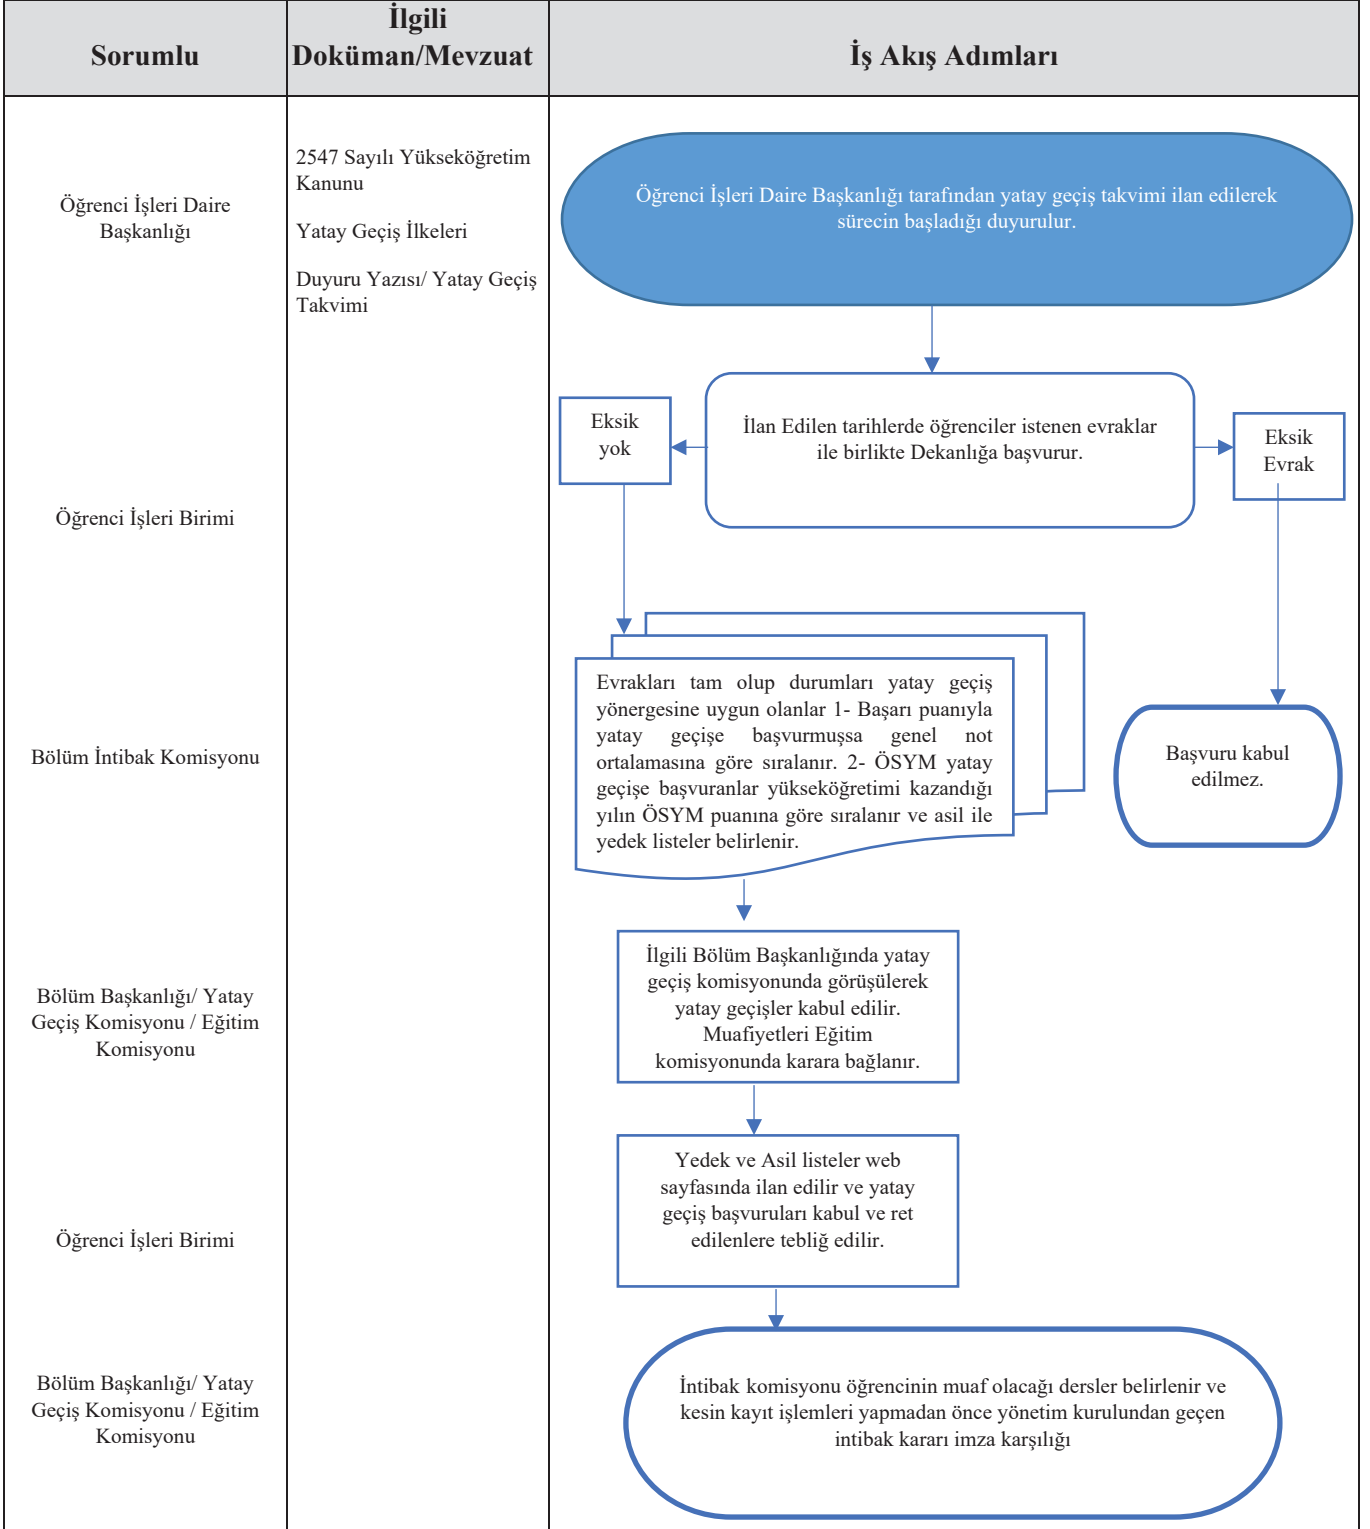 Sorumlu
İlgili
Doküman/Mevzuat
İş Akış Adımları
Öğrenci İşleri Daire
Başkanlığı
2547 Sayılı Yükseköğretim
Kanunu
Yatay Geçiş İlkeleri
Duyuru Yazısı/ Yatay Geçiş
Takvimi
Öğrenci İşleri Daire Başkanlığı tarafından yatay geçiş takvimi ilan edilerek
sürecin başladığı duyurulur.
Öğrenci İşleri Birimi
Eksik
yok
İlan Edilen tarihlerde öğrenciler istenen evraklar
ile birlikte Dekanlığa başvurur.
Eksik
Evrak
Bölüm İntibak Komisyonu
Evrakları tam olup durumları yatay geçiş
yönergesine uygun olanlar 1- Başarı puanıyla
yatay geçişe başvurmuşsa genel not
ortalamasına göre sıralanır. 2- ÖSYM yatay
geçişe başvuranlar yükseköğretimi kazandığı
yılın ÖSYM puanına göre sıralanır ve asil ile
yedek listeler belirlenir.
Başvuru kabul
edilmez.
Bölüm Başkanlığı/ Yatay
Geçiş Komisyonu / Eğitim
Komisyonu
İlgili Bölüm Başkanlığında yatay
geçiş komisyonunda görüşülerek
yatay geçişler kabul edilir.
Muafiyetleri Eğitim
komisyonunda karara bağlanır.
Öğrenci İşleri Birimi
Yedek ve Asil listeler web
sayfasında ilan edilir ve yatay
geçiş başvuruları kabul ve ret
edilenlere tebliğ edilir.
Bölüm Başkanlığı/ Yatay
Geçiş Komisyonu / Eğitim
Komisyonu
İntibak komisyonu öğrencinin muaf olacağı dersler belirlenir ve
kesin kayıt işlemleri yapmadan önce yönetim kurulundan geçen
intibak kararı imza karşılığı